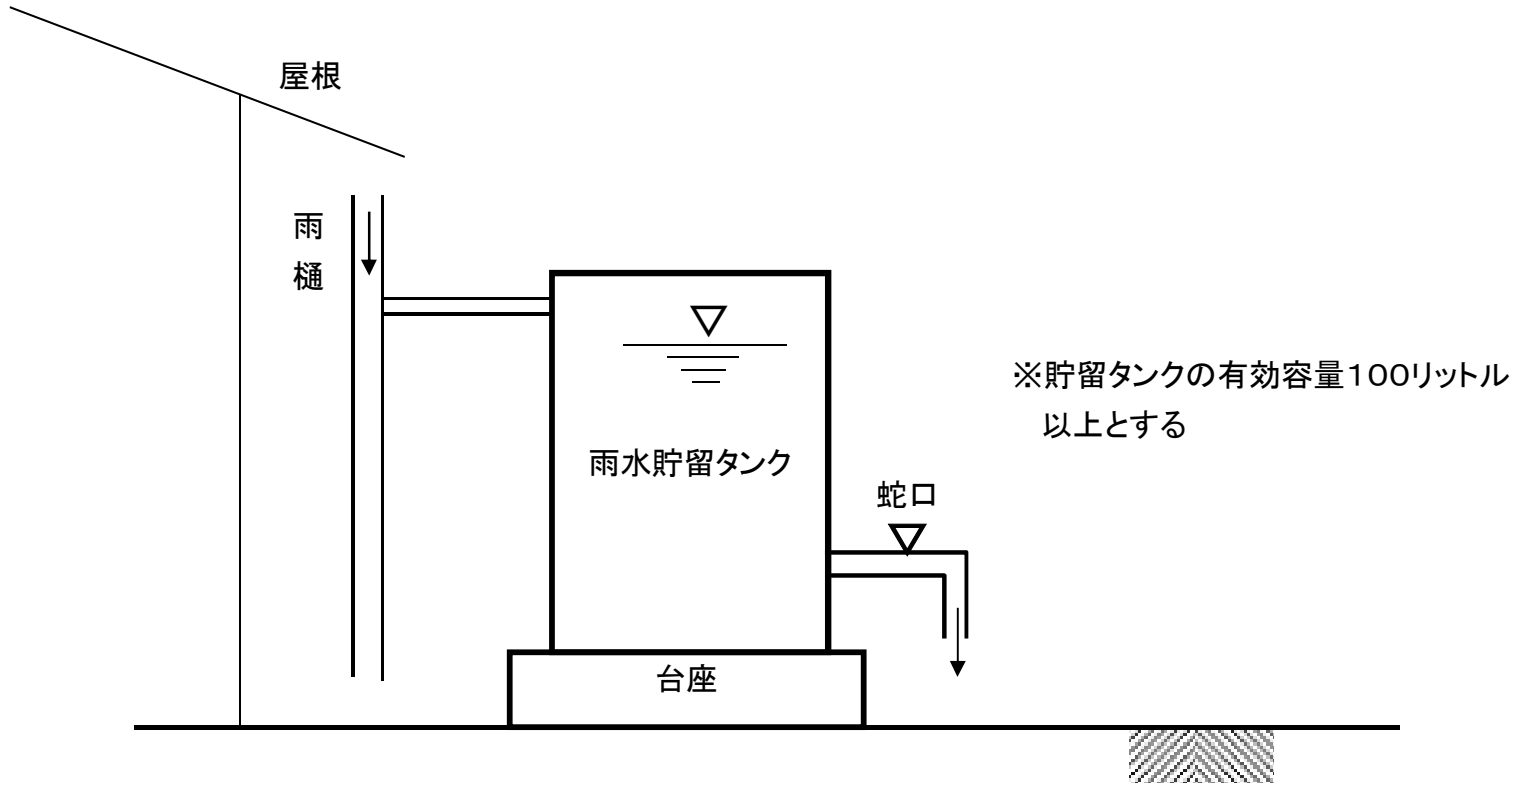 屋根
雨
樋
※貯留タンクの有効容量100リットル
以上とする
雨水貯留タンク
蛇口
台座